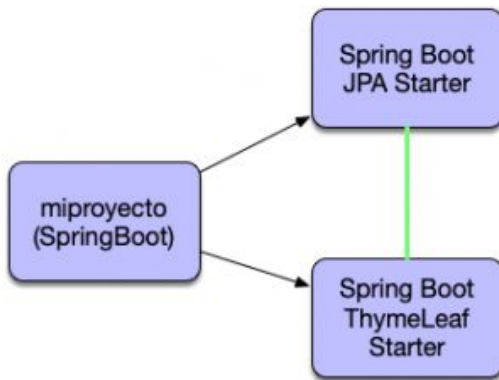 Spring Boot
JPA Starter
miproyecto
(SpringBoot)
Spring Boot
ThymeLeaf
Starter